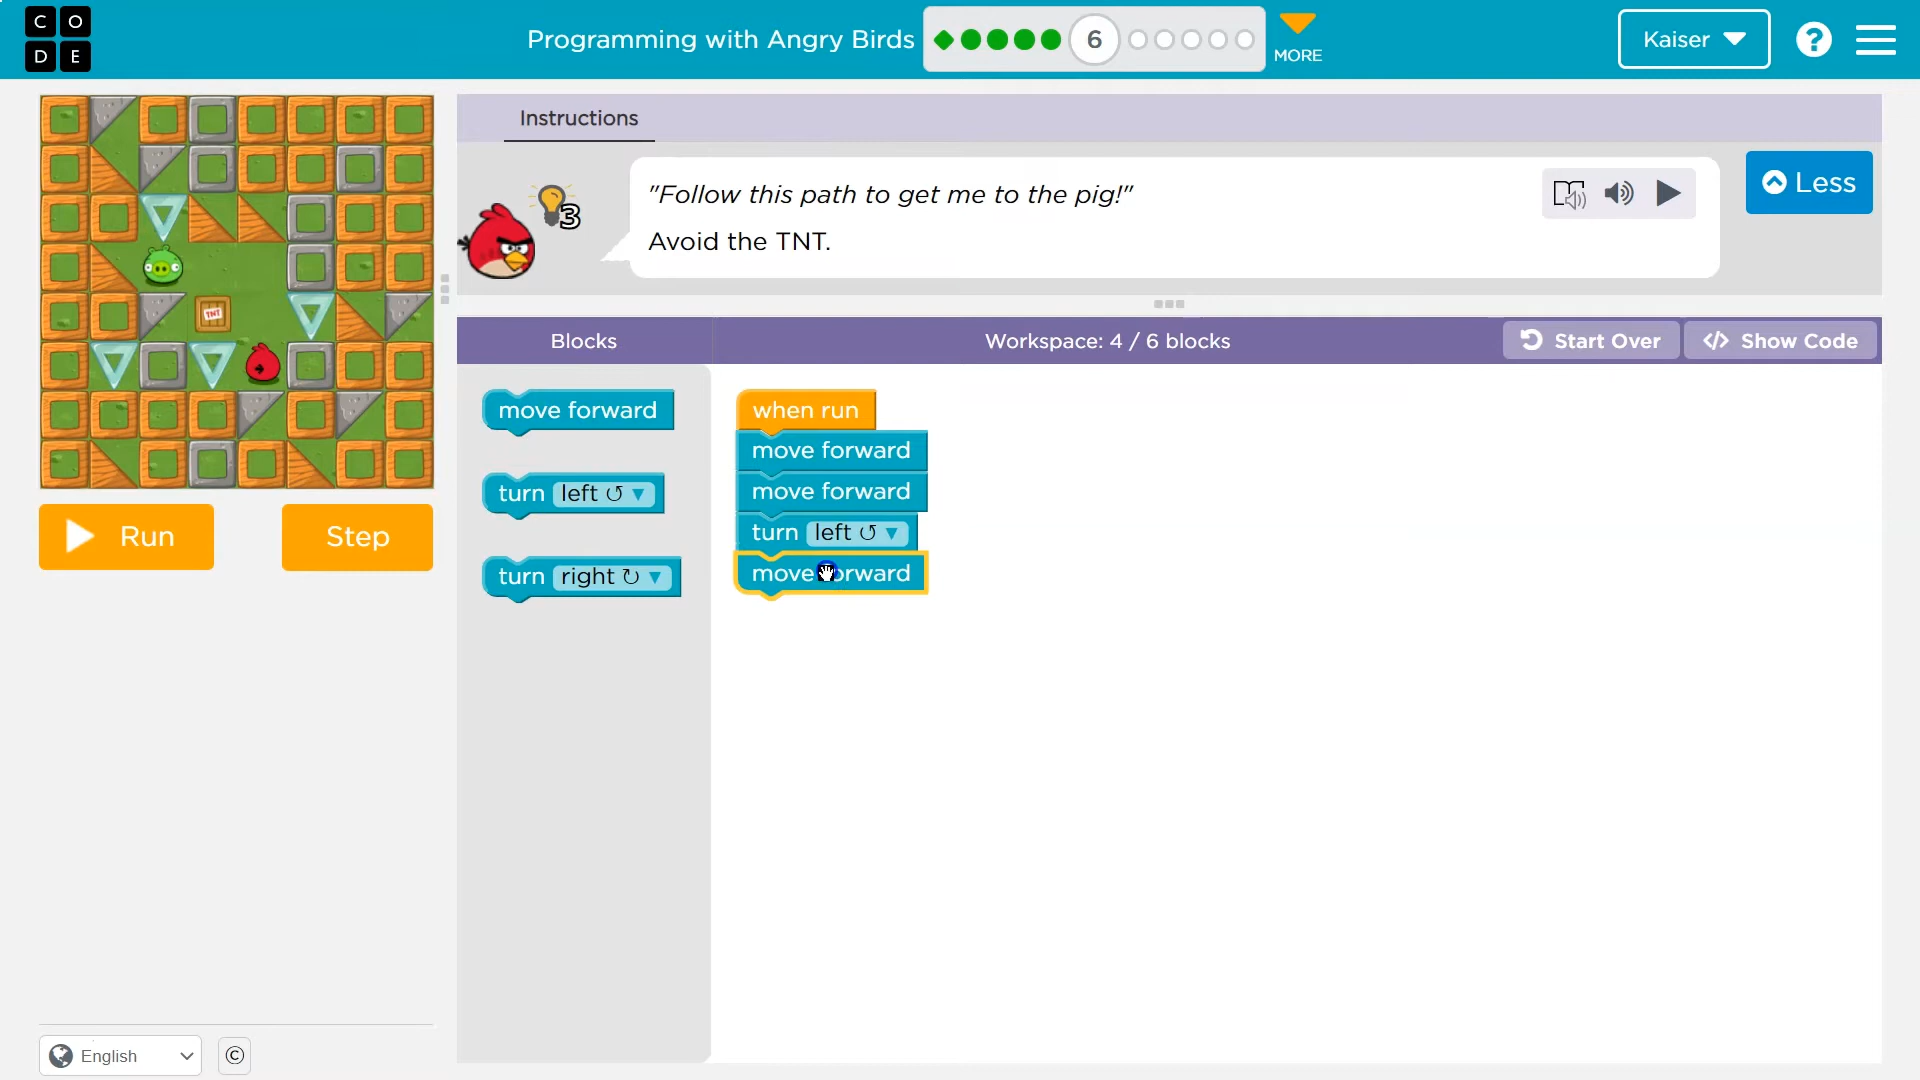 C O
D E
Programming with Angry Birds
6
MORE
Kaiser
?
Instructions
3
"Follow this path to get me to the pig!"
Avoid the TNT.
Less
TNT
Blocks
Workspace: 4 / 6 blocks
Start Over
</> Show Code
move forward
turn left ↺ ▼
turn right ↻ ▼
when run
move forward
move forward
turn left ↺ ▼
move forward
Run
Step
English
©